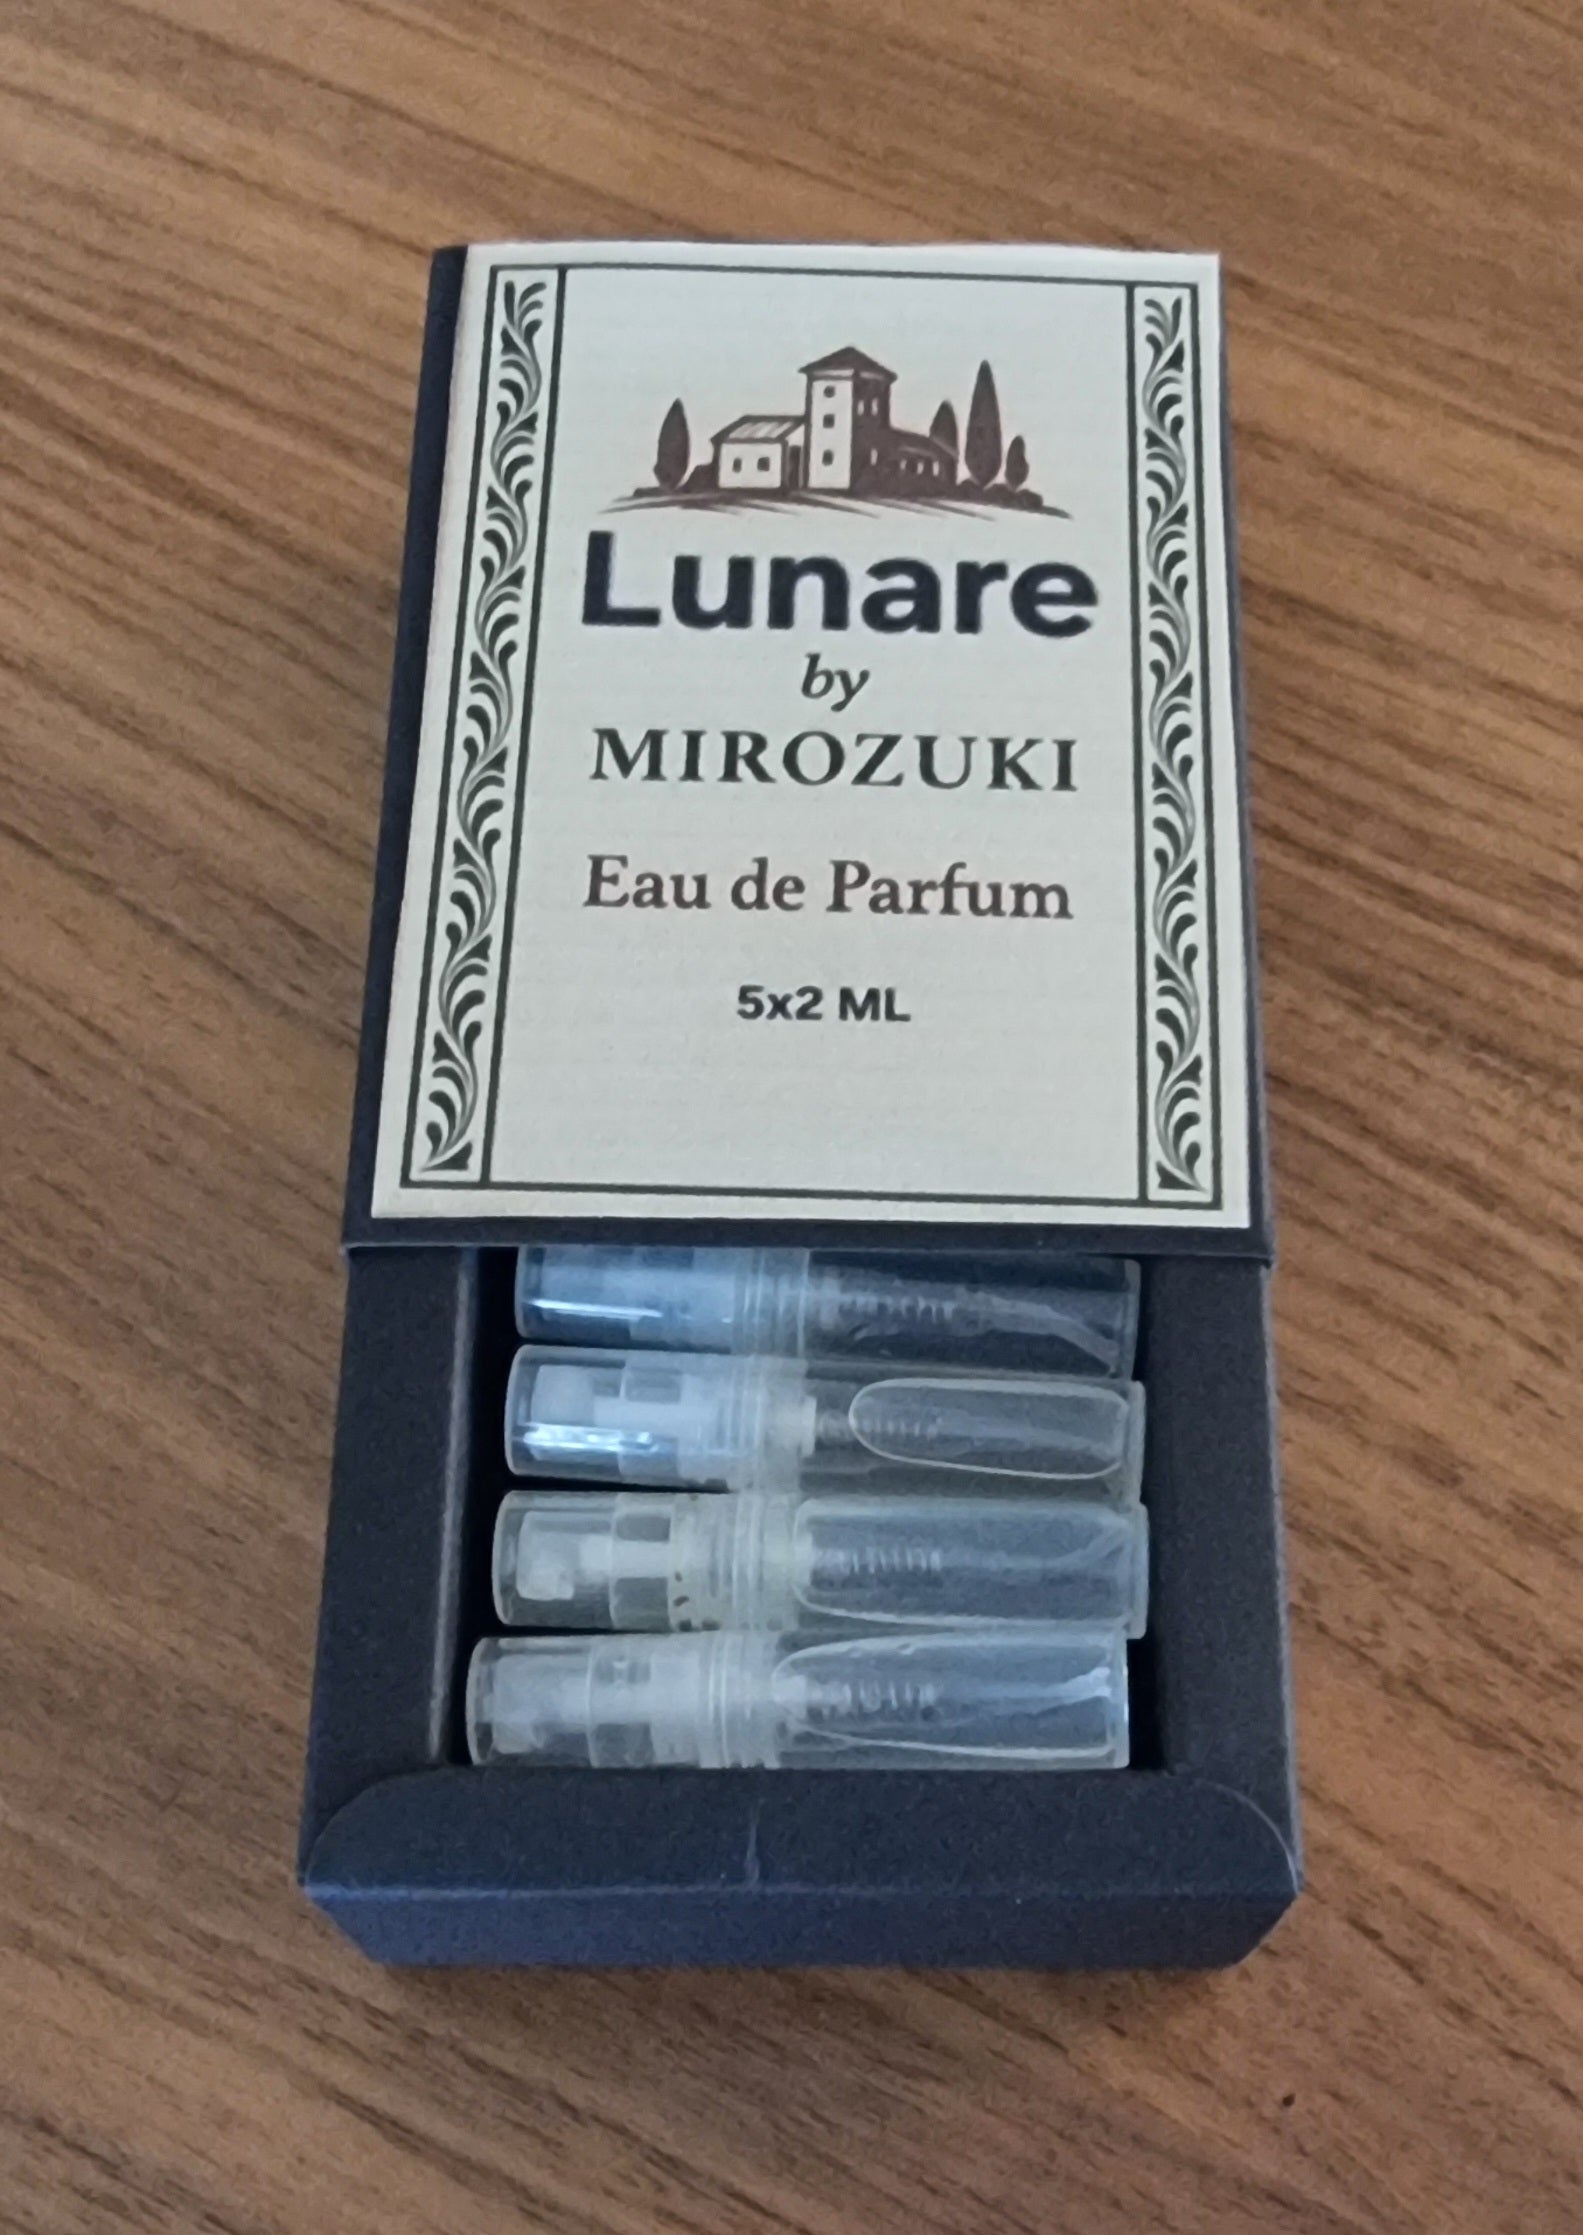 Lunare
by
MIROZUKI
Eau de Parfum
5x2 ML